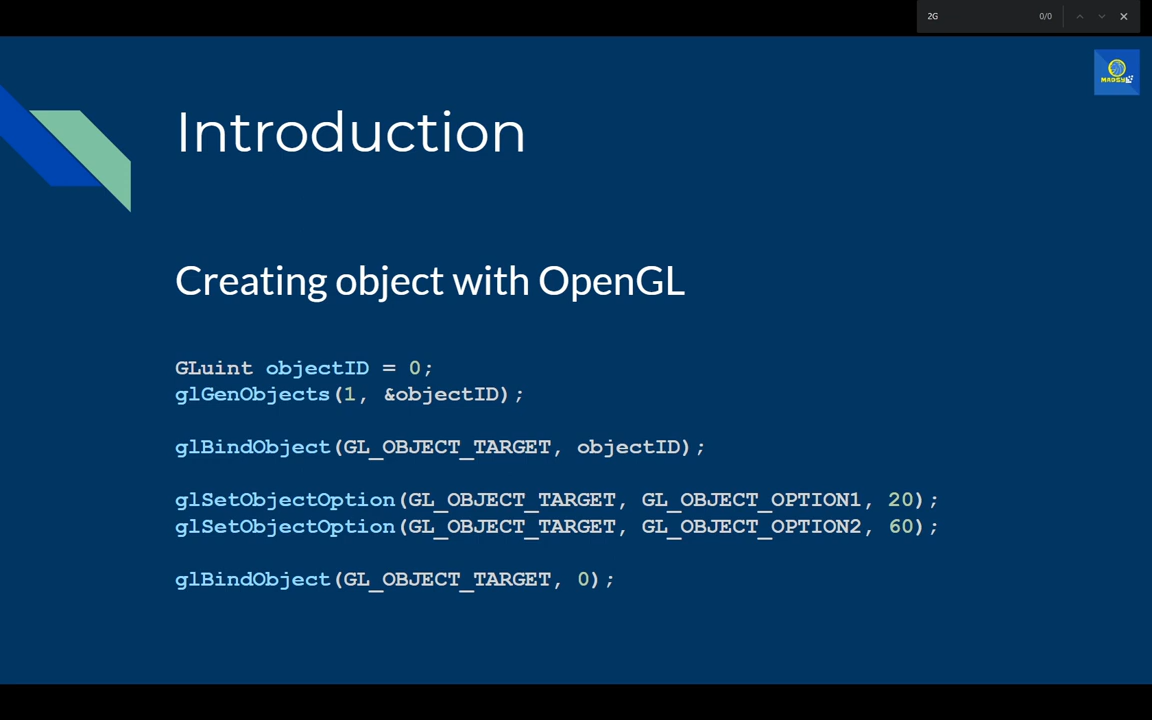 2G 0/0
MADSYZ
Introduction
Creating object with OpenGL
GLuint objectID = 0;
glGenObjects(1, &objectID);
glBindObject(GL_OBJECT_TARGET, objectID);
glSetObjectOption(GL_OBJECT_TARGET, GL_OBJECT_OPTION1, 20);
glSetObjectOption(GL_OBJECT_TARGET, GL_OBJECT_OPTION2, 60);
glBindObject(GL_OBJECT_TARGET, 0);